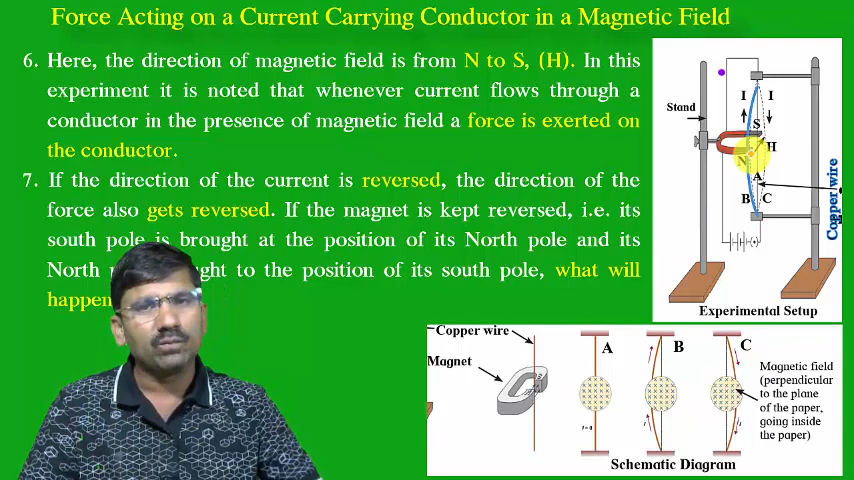 Force Acting on a Current Carrying Conductor in a Magnetic Field
6. Here, the direction of magnetic field is from N to S, (H). In this
experiment it is noted that whenever current flows through a
conductor in the presence of magnetic field a force is exerted on
the conductor.
7. If the direction of the current is reversed, the direction of the
force also gets reversed. If the magnet is kept reversed, i.e. its
south pole is brought at the position of its North pole and its
North ght to the position of its south pole, what will
happen
I I
Stand
S
H
N
A
B C
Copper wire
Experimental Setup
Copper wire
Magnet
A
B
C
Magnetic field
(perpendicular
to the plane
of the paper,
going inside
the paper)
Schematic Diagram